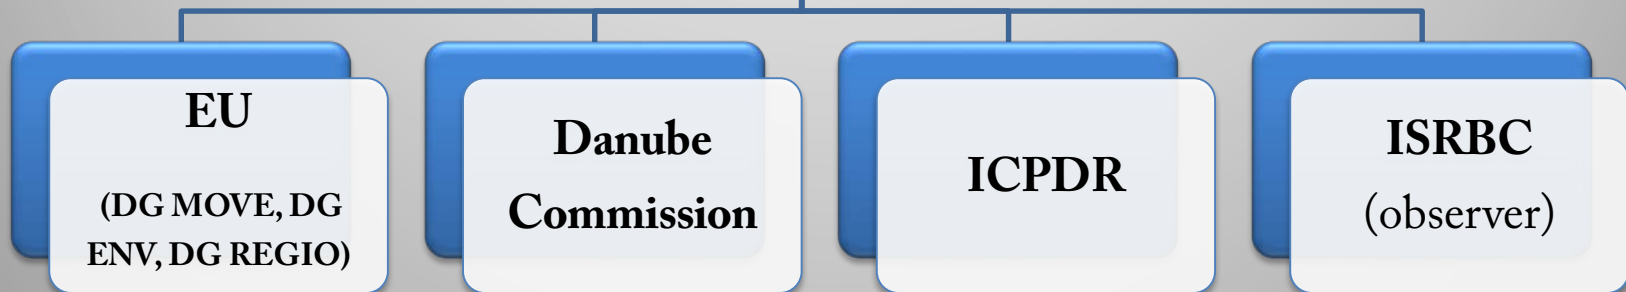 EU
(DG MOVE, DG
ENV, DG REGIO)
Danube
Commission
ICPDR
ISRBC
(observer)